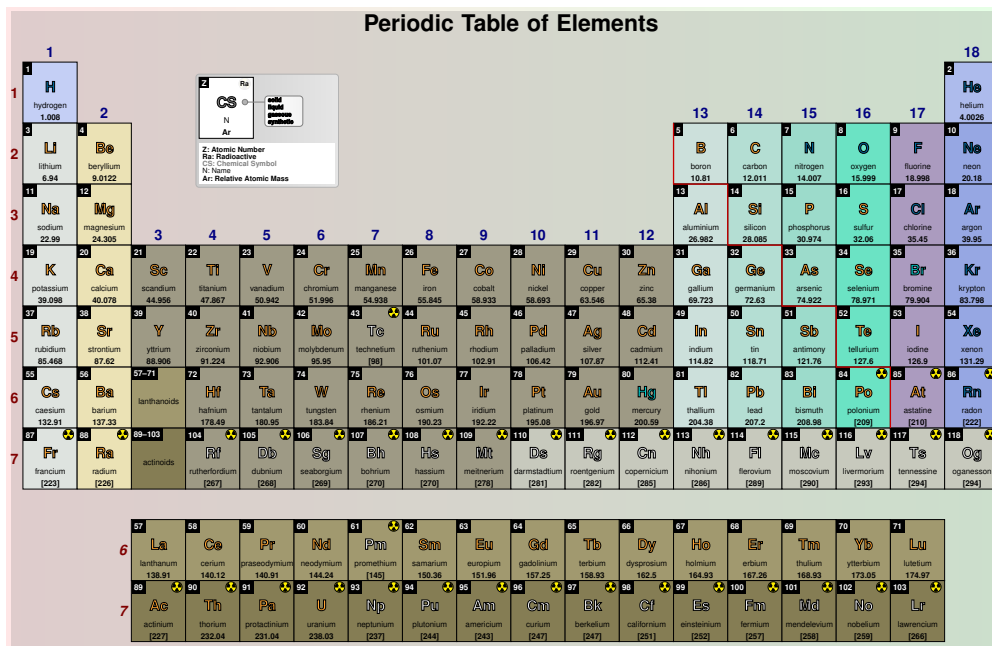 Periodic Table of Elements
1 18
1 2
1 H He
hydrogen helium
1.008 4.0026
Z Ra
CS
N
Ar
solid
liquid
gaseous
synthetic
Z: Atomic Number
Ra: Radioactive
CS: Chemical Symbol
N: Name
Ar: Relative Atomic Mass
2 13 14 15 16 17
3 4 5 6 7 8 9 10
2 Li Be B C N O F Ne
lithium beryllium boron carbon nitrogen oxygen fluorine neon
6.94 9.0122 10.81 12.011 14.007 15.999 18.998 20.18
11 12 13 14 15 16 17 18
3 Na Mg Al Si P S Cl Ar
sodium magnesium aluminium silicon phosphorus sulfur chlorine argon
22.99 24.305 26.982 28.085 30.974 32.06 35.45 39.95
3 4 5 6 7 8 9 10 11 12
19 20 21 22 23 24 25 26 27 28 29 30 31 32 33 34 35 36
4 K Ca Sc Ti V Cr Mn Fe Co Ni Cu Zn Ga Ge As Se Br Kr
potassium calcium scandium titanium vanadium chromium manganese iron cobalt nickel copper zinc gallium germanium arsenic selenium bromine krypton
39.098 40.078 44.956 47.867 50.942 51.996 54.938 55.845 58.933 58.693 63.546 65.38 69.723 72.63 74.922 78.971 79.904 83.798
37 38 39 40 41 42 43 44 45 46 47 48 49 50 51 52 53 54
5 Rb Sr Y Zr Nb Mo Tc Ru Rh Pd Ag Cd In Sn Sb Te I Xe
rubidium strontium yttrium zirconium niobium molybdenum technetium ruthenium rhodium palladium silver cadmium indium tin antimony tellurium iodine xenon
85.468 87.62 88.906 91.224 92.906 95.95 [98] 101.07 102.91 106.42 107.87 112.41 114.82 118.71 121.76 127.6 126.9 131.29
55 56 57–71 72 73 74 75 76 77 78 79 80 81 82 83 84 85 86
6 Cs Ba lanthanoids Hf Ta W Re Os Ir Pt Au Hg Tl Pb Bi Po At Rn
caesium barium hafnium tantalum tungsten rhenium osmium iridium platinum gold mercury thallium lead bismuth polonium astatine radon
132.91 137.33 178.49 180.95 183.84 186.21 190.23 192.22 195.08 196.97 200.59 204.38 207.2 208.98 [209] [210] [222]
87 88 89–103 104 105 106 107 108 109 110 111 112 113 114 115 116 117 118
7 Fr Ra actinoids Rf Db Sg Bh Hs Mt Ds Rg Cn Nh Fl Mc Lv Ts Og
francium radium rutherfordium dubnium seaborgium bohrium hassium meitnerium darmstadtium roentgenium copernicium nihonium flerovium moscovium livermorium tennessine oganesson
[223] [226] [267] [268] [269] [270] [270] [278] [281] [282] [285] [286] [289] [290] [293] [294] [294]
57 58 59 60 61 62 63 64 65 66 67 68 69 70 71
6 La Ce Pr Nd Pm Sm Eu Gd Tb Dy Ho Er Tm Yb Lu
lanthanum cerium praseodymium neodymium promethium samarium europium gadolinium terbium dysprosium holmium erbium thulium ytterbium lutetium
138.91 140.12 140.91 144.24 [145] 150.36 151.96 157.25 158.93 162.5 164.93 167.26 168.93 173.05 174.97
89 90 91 92 93 94 95 96 97 98 99 100 101 102 103
7 Ac Th Pa U Np Pu Am Cm Bk Cf Es Fm Md No Lr
actinium thorium protactinium uranium neptunium plutonium americium curium berkelium californium einsteinium fermium mendelevium nobelium lawrencium
[227] 232.04 231.04 238.03 [237] [244] [243] [247] [247] [251] [252] [257] [258] [259] [266]